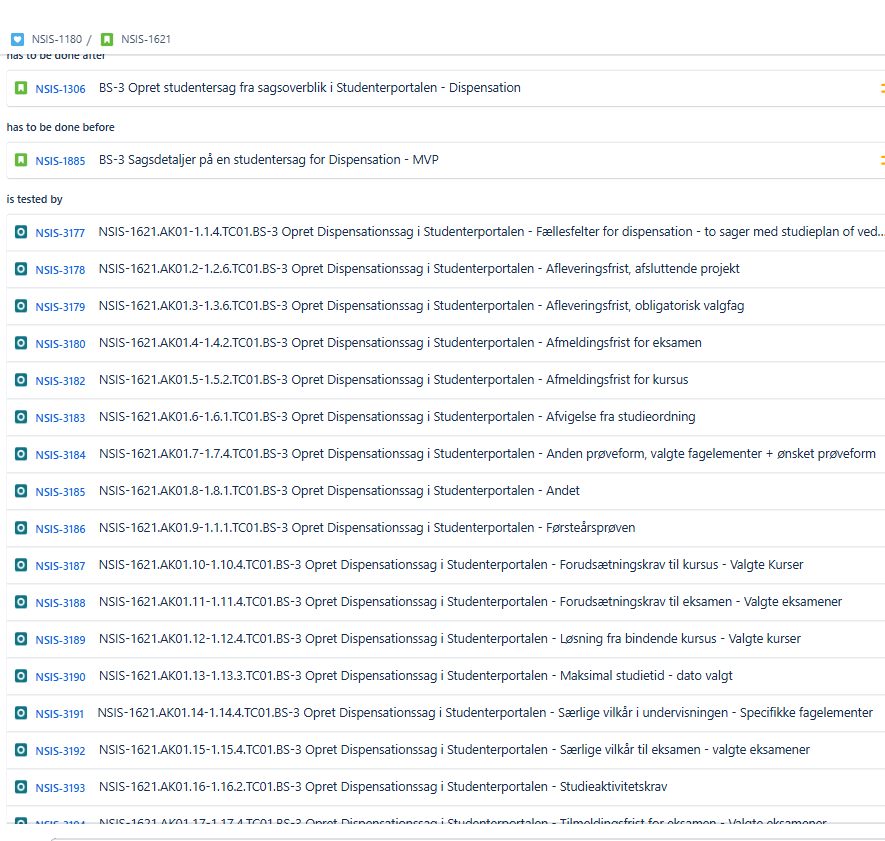 NSIS-1180 / NSIS-1621
has to be done after
NSIS-1306 BS-3 Opret studentersag fra sagsoverblik i Studenterportalen - Dispensation
has to be done before
NSIS-1885 BS-3 Sagsdetaljer på en studentersag for Dispensation - MVP
is tested by
NSIS-3177 NSIS-1621.AK01-1.1.4.TC01.BS-3 Opret Dispensationssag i Studenterportalen - Fællesfelter for dispensation - to sager med studieplan of ved...
NSIS-3178 NSIS-1621.AK01.2-1.2.6.TC01.BS-3 Opret Dispensationssag i Studenterportalen - Afleveringsfrist, afsluttende projekt
NSIS-3179 NSIS-1621.AK01.3-1.3.6.TC01.BS-3 Opret Dispensationssag i Studenterportalen - Afleveringsfrist, obligatorisk valgfag
NSIS-3180 NSIS-1621.AK01.4-1.4.2.TC01.BS-3 Opret Dispensationssag i Studenterportalen - Afmeldingsfrist for eksamen
NSIS-3182 NSIS-1621.AK01.5-1.5.2.TC01.BS-3 Opret Dispensationssag i Studenterportalen - Afmeldingsfrist for kursus
NSIS-3183 NSIS-1621.AK01.6-1.6.1.TC01.BS-3 Opret Dispensationssag i Studenterportalen - Afvigelse fra studieordning
NSIS-3184 NSIS-1621.AK01.7-1.7.4.TC01.BS-3 Opret Dispensationssag i Studenterportalen - Anden prøveform, valgte fagelementer + ønsket prøveform
NSIS-3185 NSIS-1621.AK01.8-1.8.1.TC01.BS-3 Opret Dispensationssag i Studenterportalen - Andet
NSIS-3186 NSIS-1621.AK01.9-1.1.1.TC01.BS-3 Opret Dispensationssag i Studenterportalen - Førsteårsprøven
NSIS-3187 NSIS-1621.AK01.10-1.10.4.TC01.BS-3 Opret Dispensationssag i Studenterportalen - Forudsætningskrav til kursus - Valgte Kurser
NSIS-3188 NSIS-1621.AK01.11-1.11.4.TC01.BS-3 Opret Dispensationssag i Studenterportalen - Forudsætningskrav til eksamen - Valgte eksamener
NSIS-3189 NSIS-1621.AK01.12-1.12.4.TC01.BS-3 Opret Dispensationssag i Studenterportalen - Løsning fra bindende kursus - Valgte kurser
NSIS-3190 NSIS-1621.AK01.13-1.13.3.TC01.BS-3 Opret Dispensationssag i Studenterportalen - Maksimal studietid - dato valgt
NSIS-3191 NSIS-1621.AK01.14-1.14.4.TC01.BS-3 Opret Dispensationssag i Studenterportalen - Særlige vilkår i undervisningen - Specifikke fagelementer
NSIS-3192 NSIS-1621.AK01.15-1.15.4.TC01.BS-3 Opret Dispensationssag i Studenterportalen - Særlige vilkår til eksamen - valgte eksamener
NSIS-3193 NSIS-1621.AK01.16-1.16.2.TC01.BS-3 Opret Dispensationssag i Studenterportalen - Studieaktivitetskrav
NSIS-3194 NSIS-1621.AK01.17-1.17.4.TC01.BS-3 Opret Dispensationssag i Studenterportalen - Tilmeldingsfrist for eksamen - Valgte eksamener